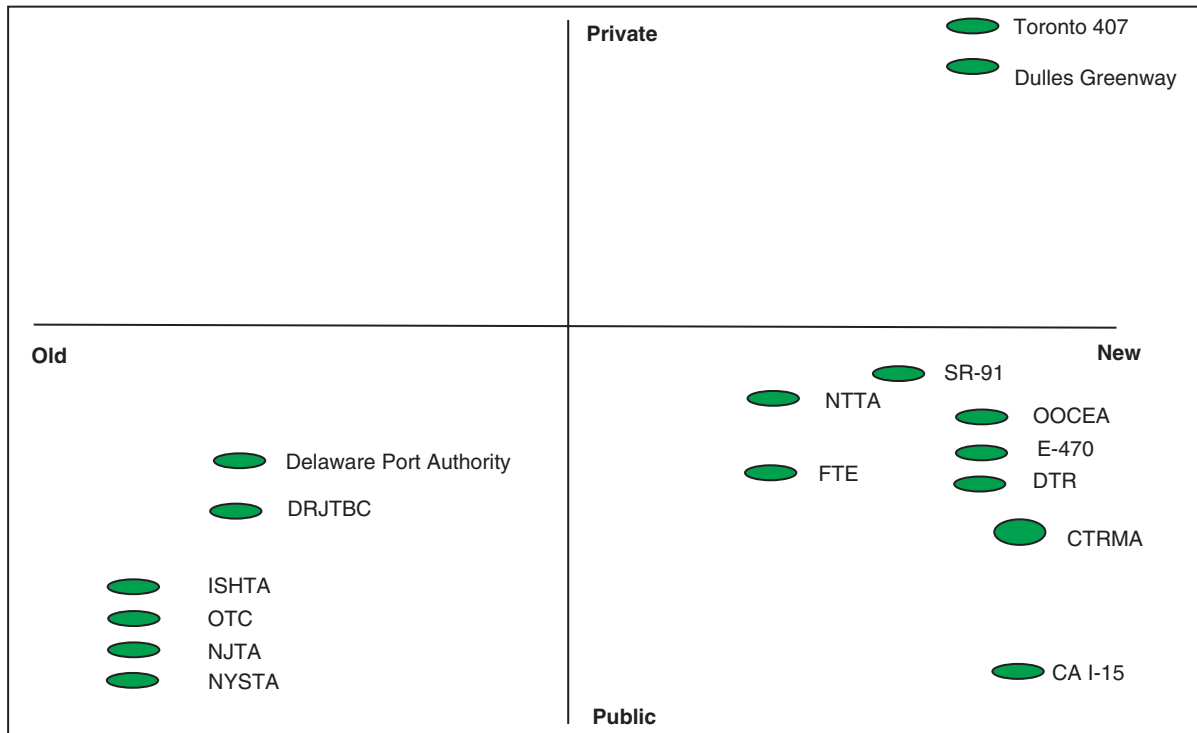 Private
Toronto 407
Dulles Greenway
Old
New
SR-91
NTTA
OOCEA
E-470
Delaware Port Authority
FTE
DTR
DRJTBC
CTRMA
ISHTA
OTC
NJTA
CA I-15
NYSTA
Public